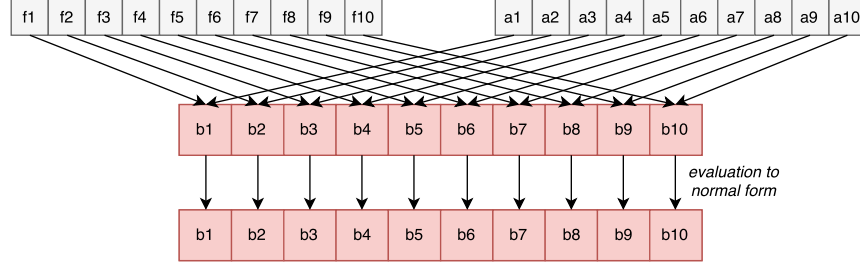 f1 f2 f3 f4 f5 f6 f7 f8 f9 f10 a1 a2 a3 a4 a5 a6 a7 a8 a9 a10
b1 b2 b3 b4 b5 b6 b7 b8 b9 b10
evaluation to
normal form
b1 b2 b3 b4 b5 b6 b7 b8 b9 b10